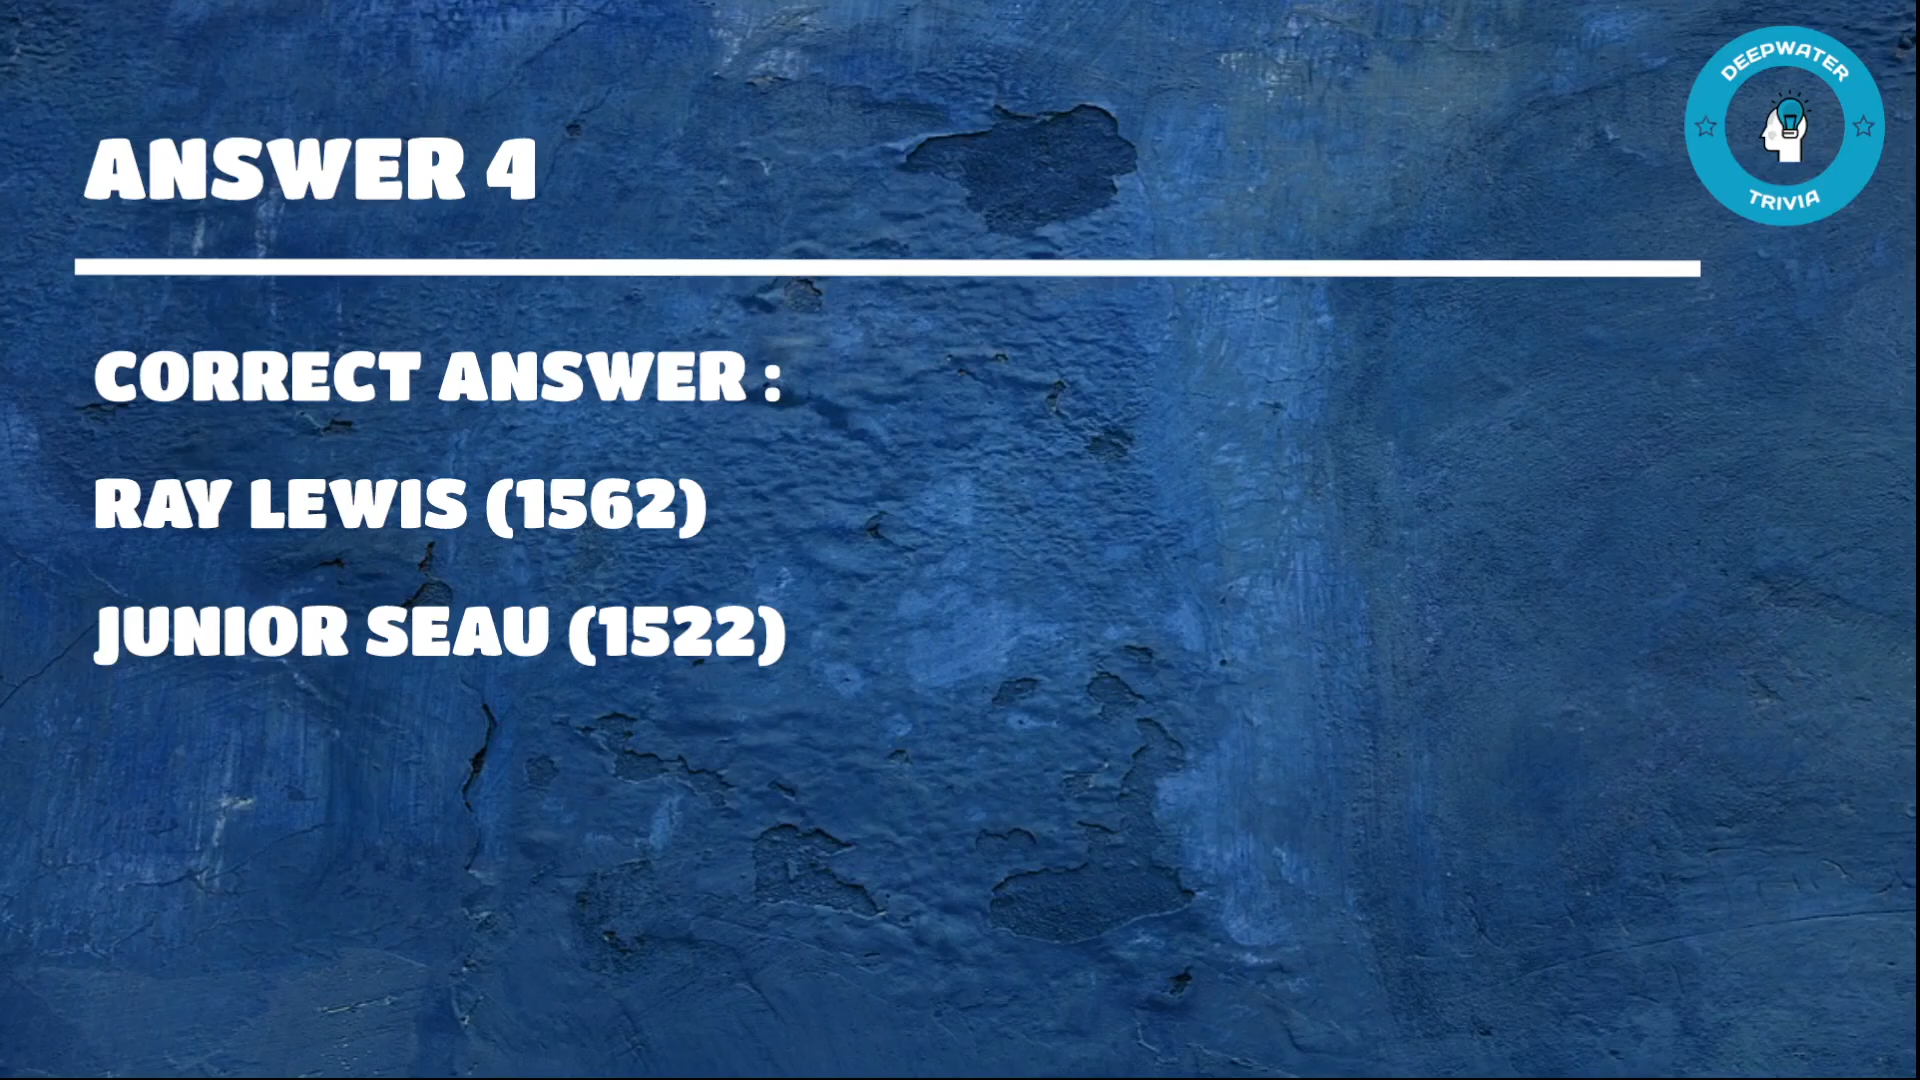 DEEPWATER
TRIVIA
ANSWER 4
CORRECT ANSWER :
RAY LEWIS (1562)
JUNIOR SEAU (1522)